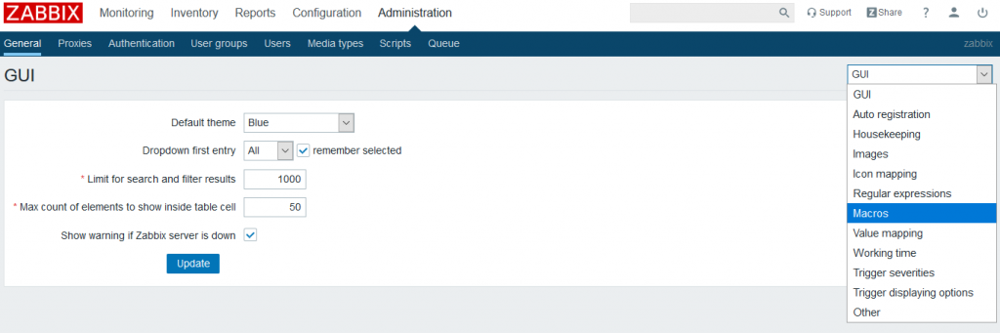 ZABBIX Monitoring Inventory Reports Configuration Administration Support Z Share ?
General Proxies Authentication User groups Users Media types Scripts Queue zabbix
GUI GUI
GUI
Default theme Blue Auto registration
Housekeeping
Dropdown first entry All remember selected Images
Icon mapping
* Limit for search and filter results 1000
Regular expressions
* Max count of elements to show inside table cell 50 Macros
Show warning if Zabbix server is down Value mapping
Working time
Update Trigger severities
Trigger displaying options
Other